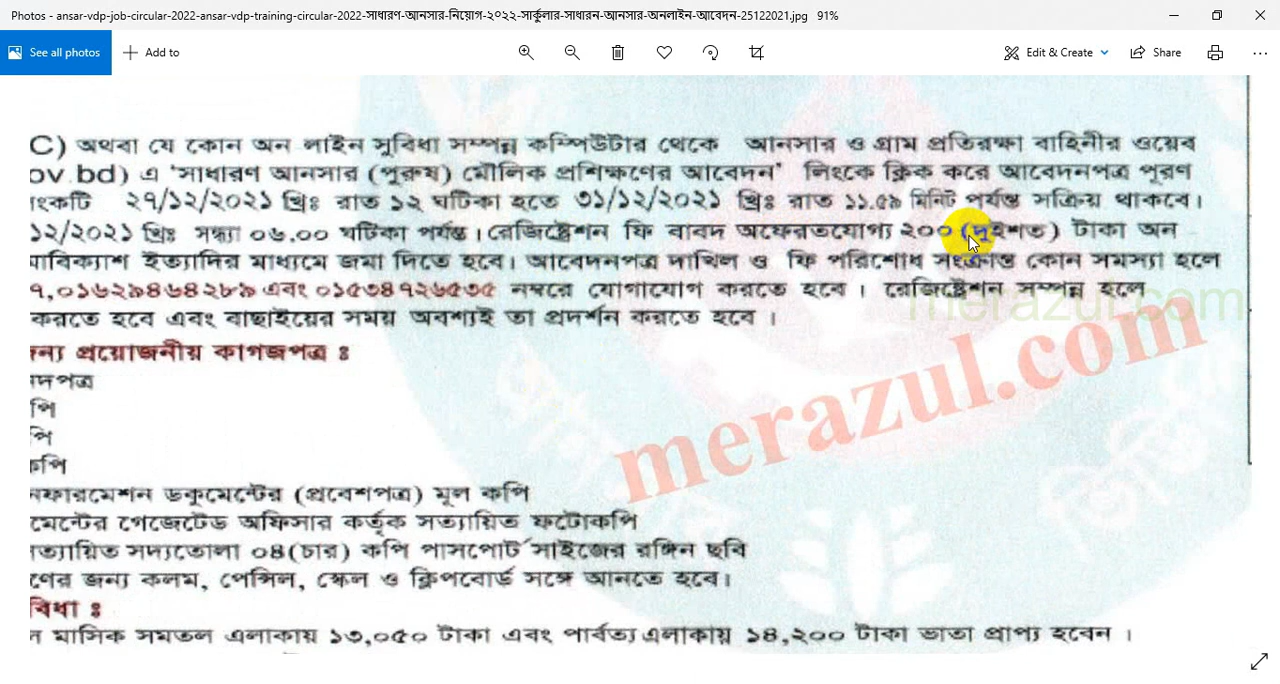 Photos - ansar-vdp-job-circular-2022-ansar-vdp-training-circular-2022-সাধারণ-আনসার-নিয়োগ-২০২২-সার্কুলার-সাধারন-আনসার-অনলাইন-আবেদন-25122021.jpg 91%
See all photos
Add to
Edit & Create
Share
C) অথবা যে কোন অন লাইন সুবিধা সম্পন্ন কম্পিউটার থেকে আনসার ও গ্রাম প্রতিরক্ষা বাহিনীর ওয়েব
ov.bd) এ 'সাধারণ আনসার (পুরুষ) মৌলিক প্রশিক্ষণের আবেদন' লিংকে ক্লিক করে আবেদনপত্র পূরণ
ংকটি ২৭/১২/২০২১ খ্রিঃ রাত ১২ ঘটিকা হতে ৩১/১২/২০২১ খ্রিঃ রাত ১১.৫৯ মিনিট পর্যন্ত সক্রিয় থাকবে।
১২/২০২১ খ্রিঃ সন্ধ্যা ০৬.০০ ঘটিকা পর্যন্ত। রেজিষ্ট্রেশন ফি বাবদ অফেরতযোগ্য ২০০ (দুইশত) টাকা অন
াবিক্যাশ ইত্যাদির মাধ্যমে জমা দিতে হবে। আবেদনপত্র দাখিল ও ফি পরিশোধ সংক্রান্ত কোন সমস্যা হলে
৭,০১৬২৯৪৬৪২৮৯ এবং ০১৫৩৪৭২৬৫৩৫ নম্বরে যোগাযোগ করতে হবে। রেজিষ্ট্রেশন সম্পন্ন হলে
করতে হবে এবং বাছাইয়ের সময় অবশ্যই তা প্রদর্শন করতে হবে।
merazul.com
ন্য প্রয়োজনীয় কাগজপত্র ঃ
দপত্র
পি
পি
কপি
merazul.com
নফারমেশন ডকুমেন্টের (প্রবেশপত্র) মূল কপি
মেন্টের গেজেটেড অফিসার কর্তৃক সত্যায়িত ফটোকপি
ত্যায়িত সদ্যতোলা ০৪(চার) কপি পাসপোর্ট সাইজের রঙ্গিন ছবি
ণের জন্য কলম, পেন্সিল, স্কেল ও ক্লিপবোর্ড সঙ্গে আনতে হবে।
বিধা ঃ
ন মাসিক সমতল এলাকায় ১৩,০৫০ টাকা এবং পার্বত্য এলাকায় ১৪,২০০ টাকা ভাতা প্রাপ্য হবেন।